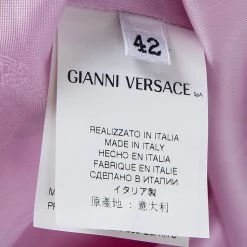 42
GIANNI VERSACE SpA
REALIZZATO IN ITALIA
MADE IN ITALY
HECHO EN ITALIA
FABRIQUE EN ITALIE
СДЕЛАНО В ИТАЛИИ
イタリア製
原產地：意大利